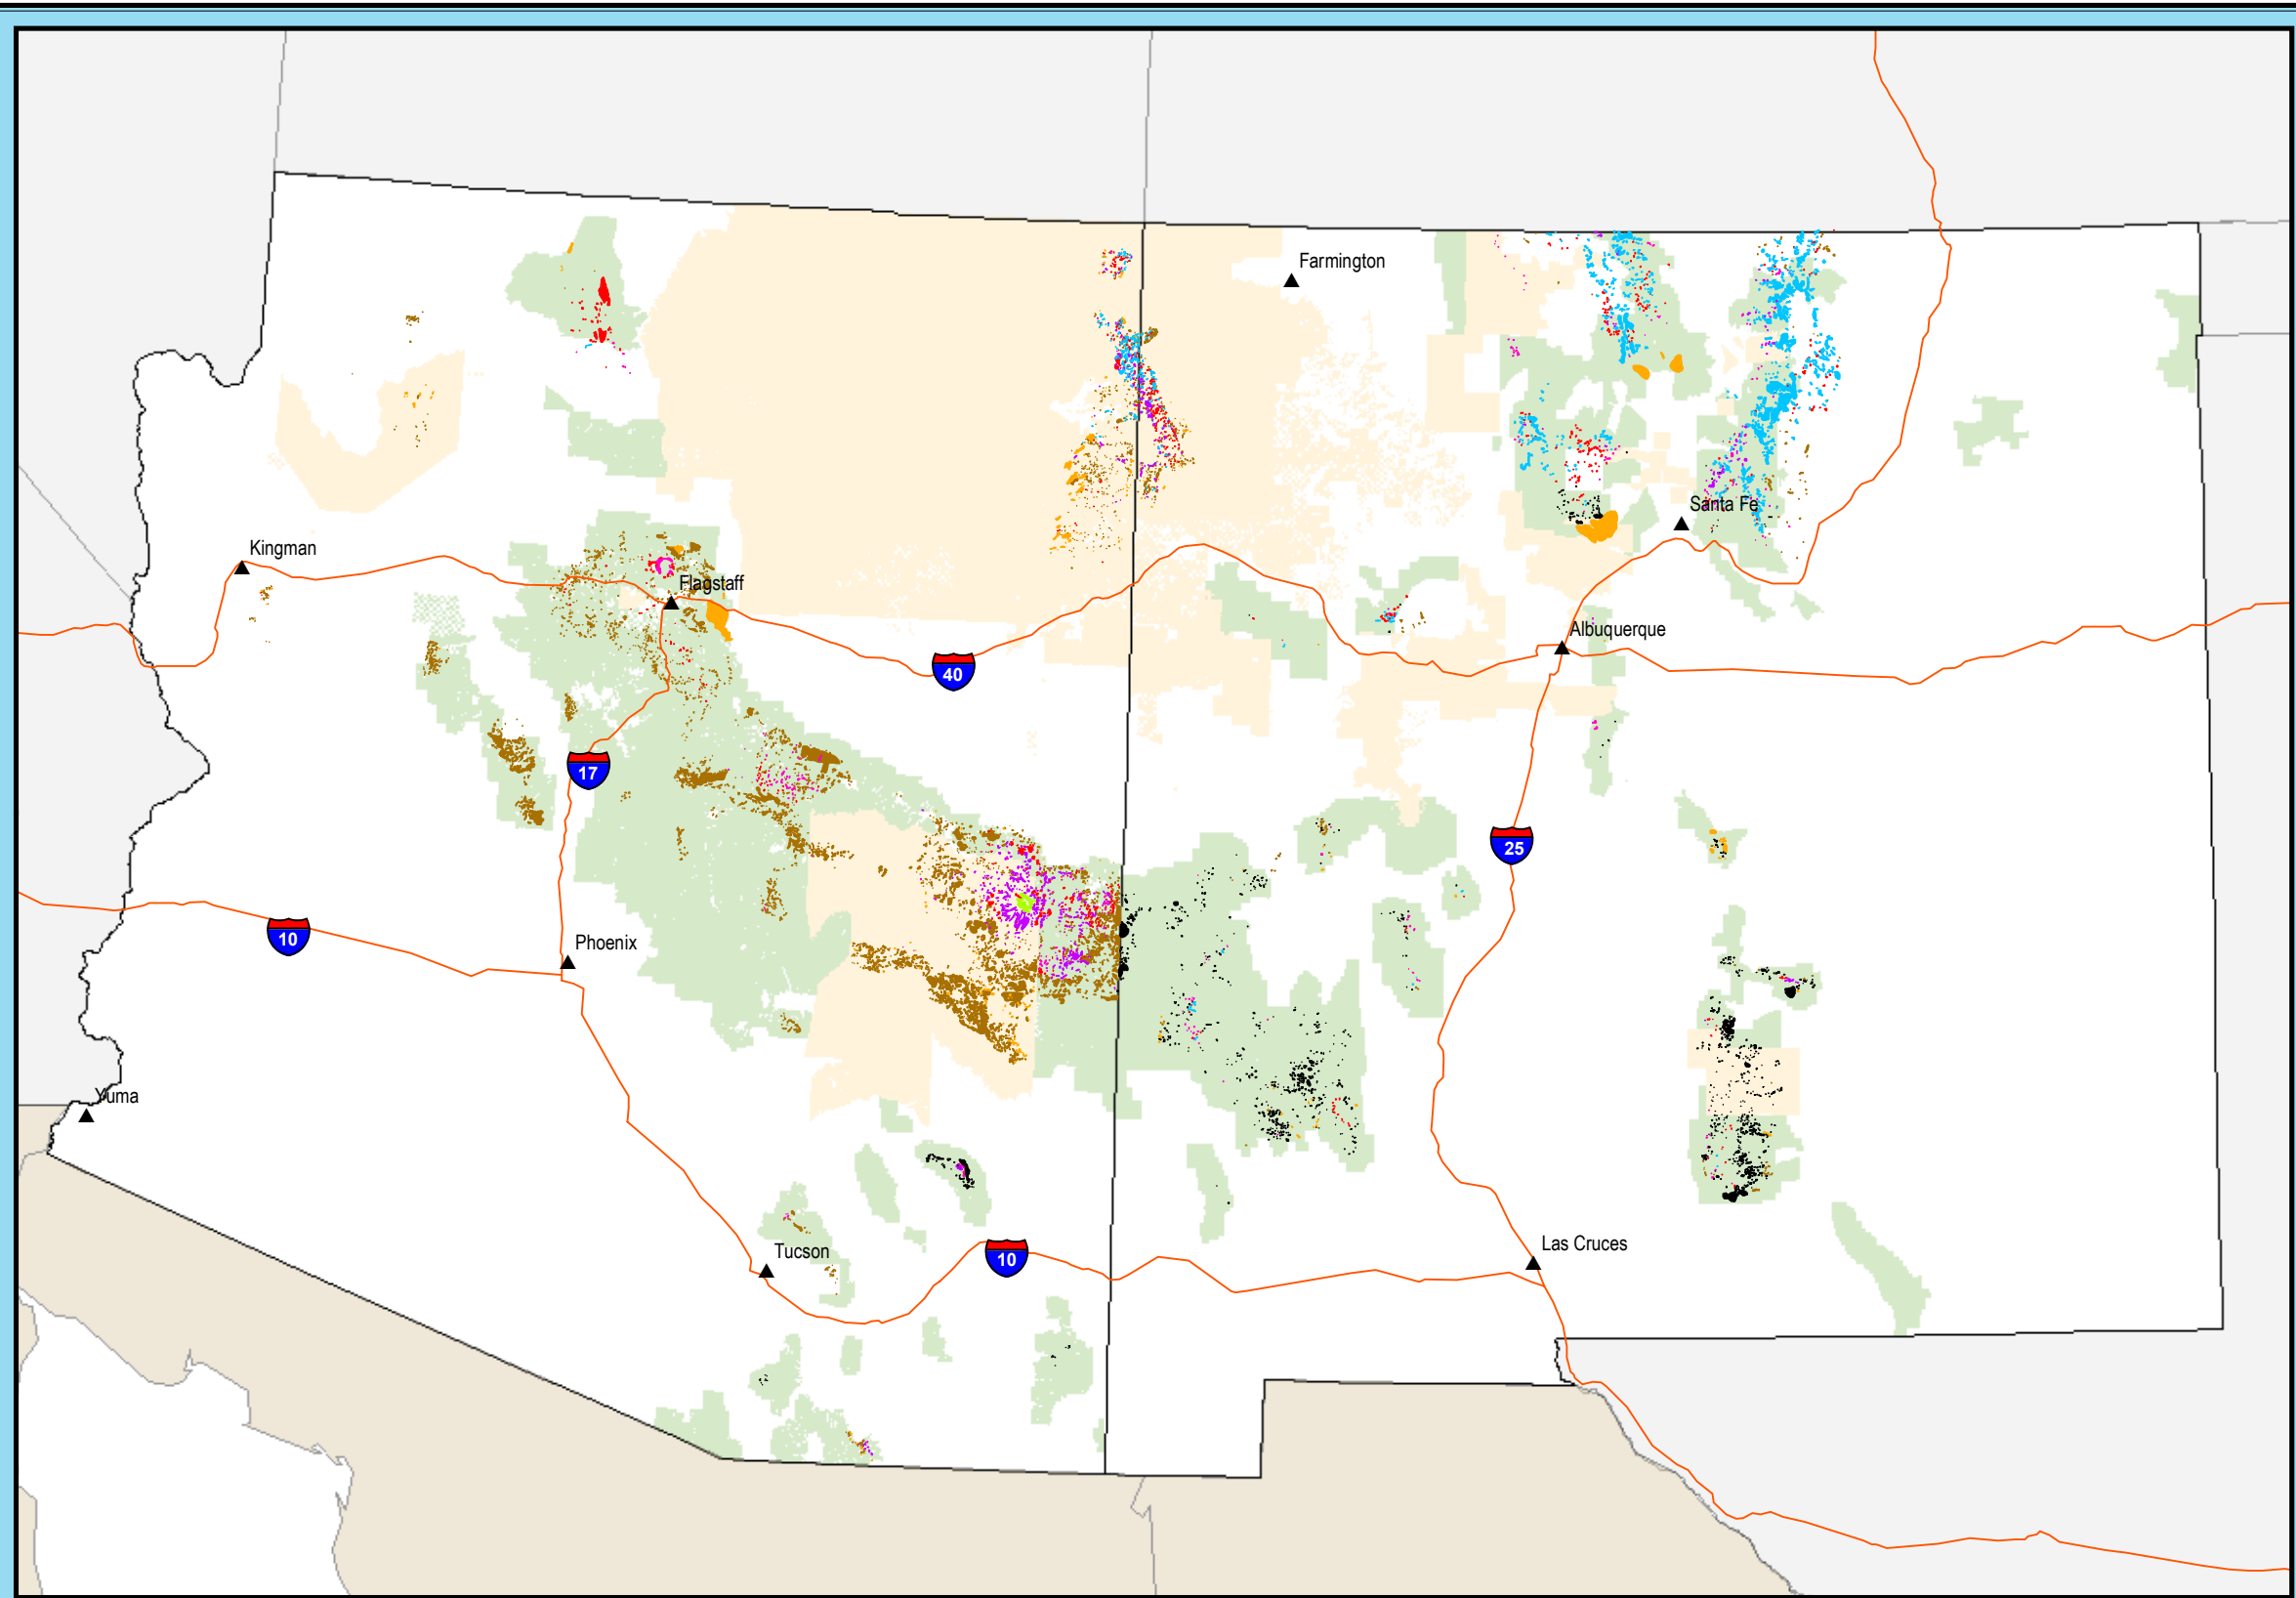 Farmington
Santa Fe
Kingman
Flagstaff
Albuquerque
40
17
25
10
Phoenix
Yuma
Tucson
10
Las Cruces